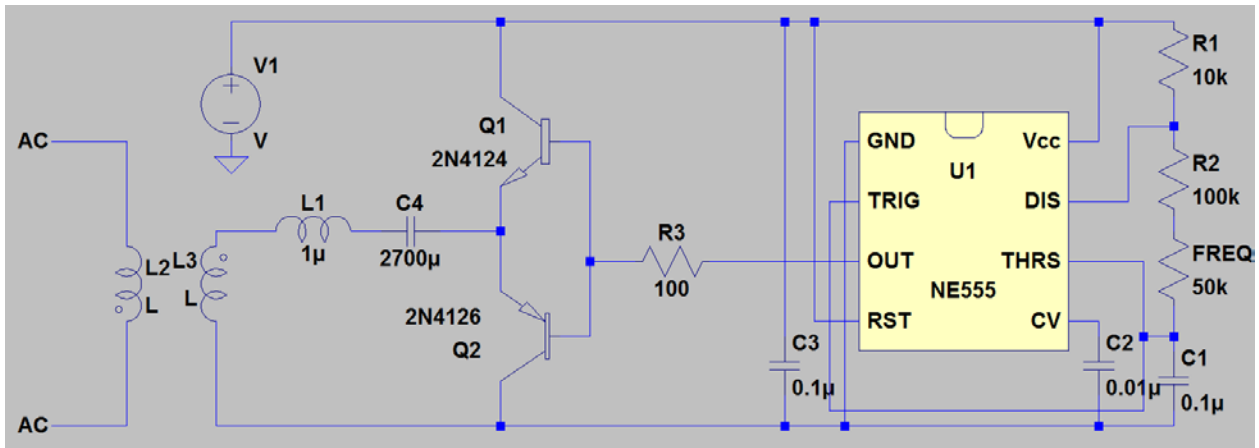 V1
V
AC
AC
L2
L
L3
L
L1
1µ
C4
2700µ
Q1
2N4124
2N4126
Q2
R3
100
C3
0.1µ
GND
TRIG
OUT
RST
U1
NE555
Vcc
DIS
THRS
CV
C2
0.01µ
R1
10k
R2
100k
FREQ
50k
C1
0.1µ